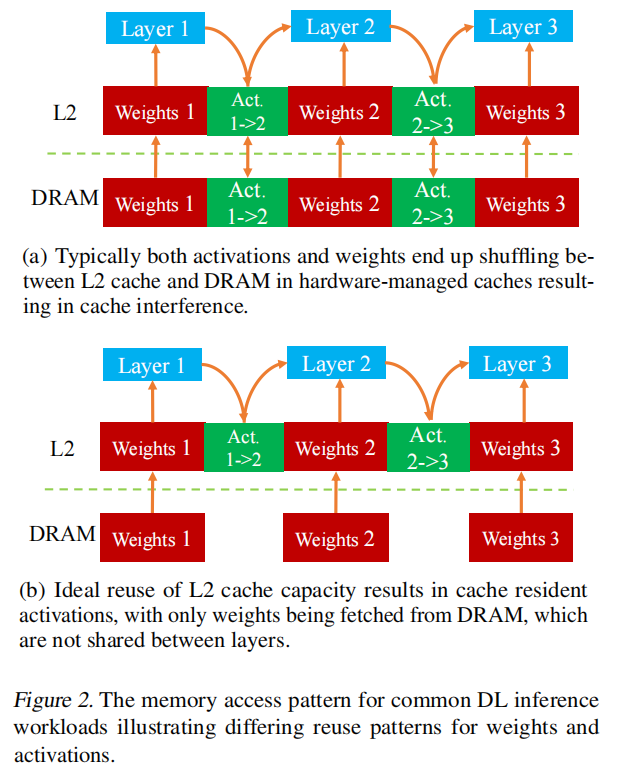 Layer 1 Layer 2 Layer 3
L2 Weights 1 Act. 1->2 Weights 2 Act. 2->3 Weights 3
DRAM Weights 1 Act. 1->2 Weights 2 Act. 2->3 Weights 3
(a) Typically both activations and weights end up shuffling be-
tween L2 cache and DRAM in hardware-managed caches result-
ing in cache interference.
Layer 1 Layer 2 Layer 3
L2 Weights 1 Act. 1->2 Weights 2 Act. 2->3 Weights 3
DRAM Weights 1 Weights 2 Weights 3
(b) Ideal reuse of L2 cache capacity results in cache resident
activations, with only weights being fetched from DRAM, which
are not shared between layers.
Figure 2. The memory access pattern for common DL inference
workloads illustrating differing reuse patterns for weights and
activations.